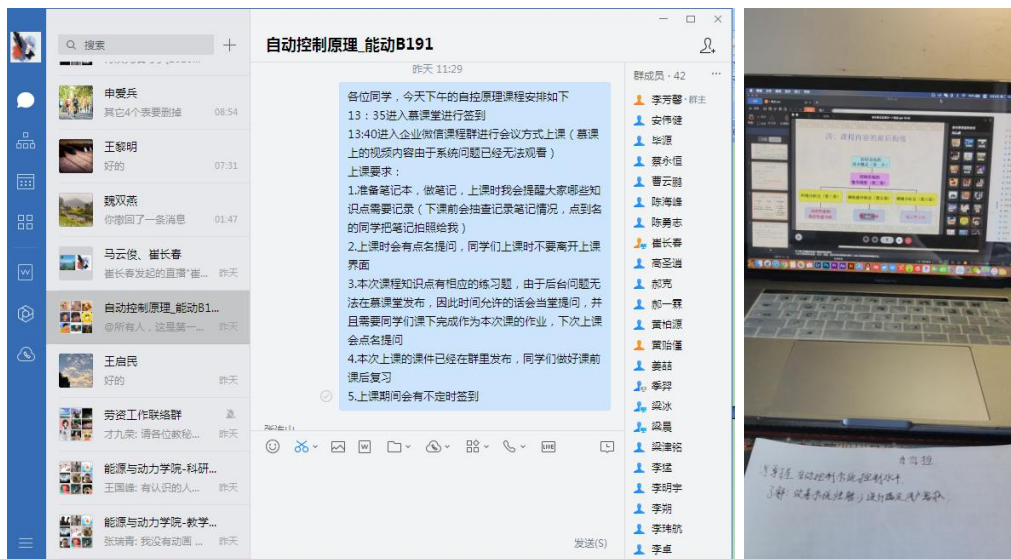 搜索
申爱兵
其它4个表要删掉
08:54
王黎明
好的
07:31
魏双燕
你撤回了一条消息
01:47
马云俊、崔长春
崔长春发起的直播"崔...
昨天
自动控制原理_能动B1...
@所有人，这是第一...
昨天
王启民
好的
昨天
劳资工作联络群
才九荣: 请各位教秘...
昨天
能源与动力学院-科研...
王国峰: 有认识的人...
昨天
能源与动力学院-教学...
张瑞青: 我没有动画 ...
昨天
自动控制原理_能动B191
昨天 11:29
各位同学，今天下午的自控原理课程安排如下
13：35进入慕课堂进行签到
13:40进入企业微信课程群进行会议方式上课（慕课
上的视频内容由于系统问题已经无法观看）
上课要求：
1.准备笔记本，做笔记，上课时我会提醒大家哪些知
识点需要记录（下课前会抽查记录笔记情况，点到名
的同学把笔记拍照给我）
2.上课时会有点名提问，同学们上课时不要离开上课
界面
3.本次课程知识点有相应的练习题，由于后台问题无
法在慕课堂发布，因此时间允许的话会当堂提问，并
且需要同学们课下完成作为本次课的作业，下次上课
会点名提问
4.本次上课的课件已经在群里发布，同学们做好课前
课后复习
5.上课期间会有不定时签到
发送(S)
群成员 · 42
李芳馨·群主
安伟健
毕源
蔡永恒
曹云鹏
陈海峰
陈勇志
崔长春
高圣遒
郝克
郝一霖
黄柏源
黄贻僅
姜喆
季羿
梁冰
梁晨
梁津铭
李猛
李明宇
李朔
李玮航
李卓
四、课程内容的前后衔接